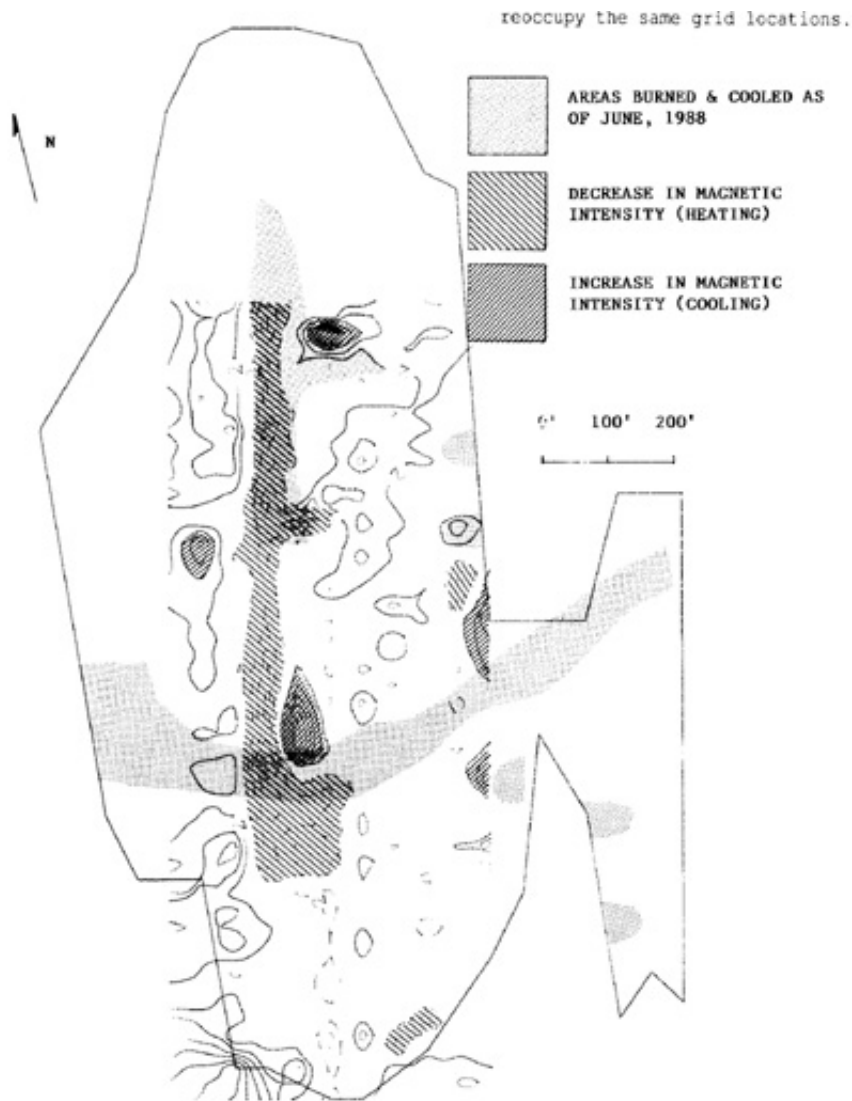 reoccupy the same grid locations.
AREAS BURNED & COOLED AS
OF JUNE, 1988
N
DECREASE IN MAGNETIC
INTENSITY (HEATING)
INCREASE IN MAGNETIC
INTENSITY (COOLING)
0' 100' 200'